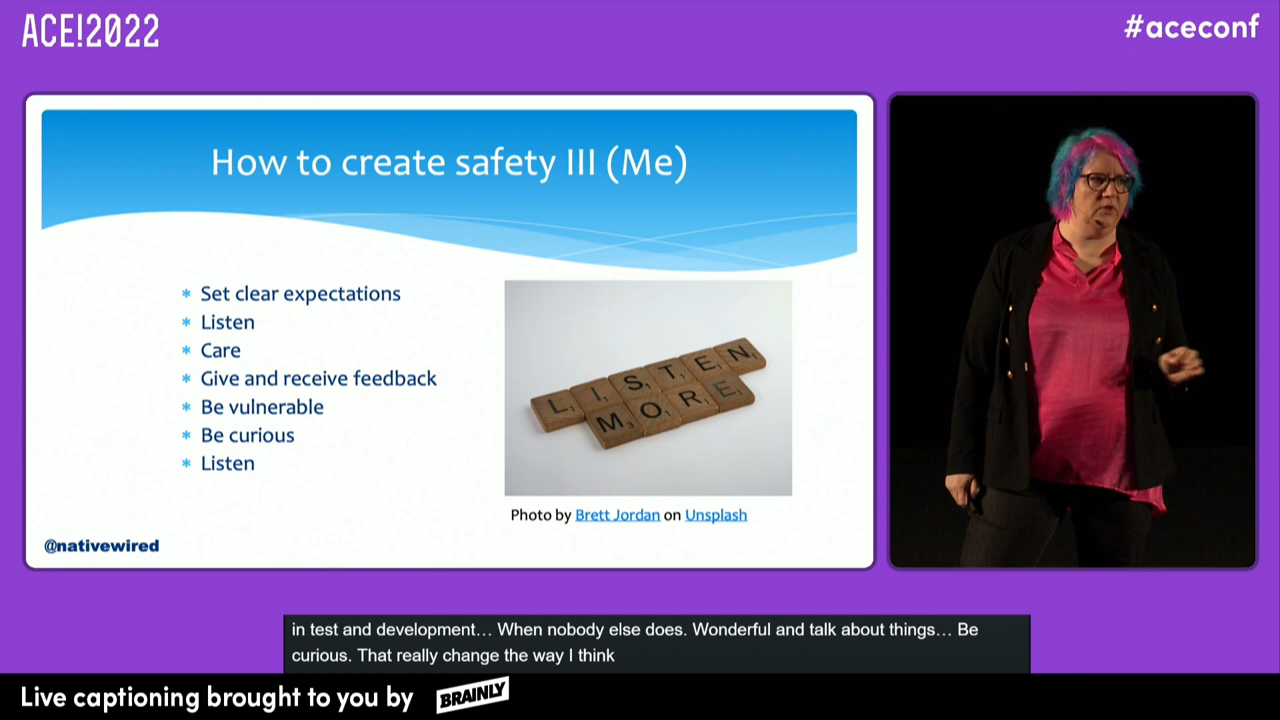 ACE!2022
#aceconf
How to create safety III (Me)
* Set clear expectations
* Listen
* Care
* Give and receive feedback
* Be vulnerable
* Be curious
* Listen
LISTEN
MORE
Photo by Brett Jordan on Unsplash
@nativewired
in test and development... When nobody else does. Wonderful and talk about things... Be
curious. That really change the way I think
Live captioning brought to you by BRAINLY